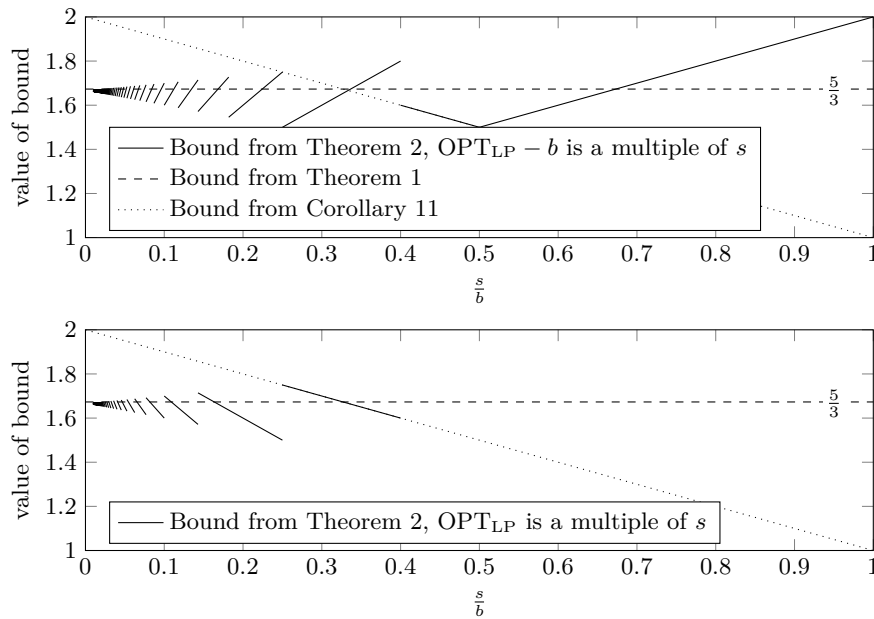 2
1.8
1.6
1.4
1.2
1
value of bound
5/3
Bound from Theorem 2, OPT_LP − b is a multiple of s
Bound from Theorem 1
Bound from Corollary 11
0 0.1 0.2 0.3 0.4 0.5 0.6 0.7 0.8 0.9 1
s/b
2
1.8
1.6
1.4
1.2
1
value of bound
5/3
Bound from Theorem 2, OPT_LP is a multiple of s
0 0.1 0.2 0.3 0.4 0.5 0.6 0.7 0.8 0.9 1
s/b